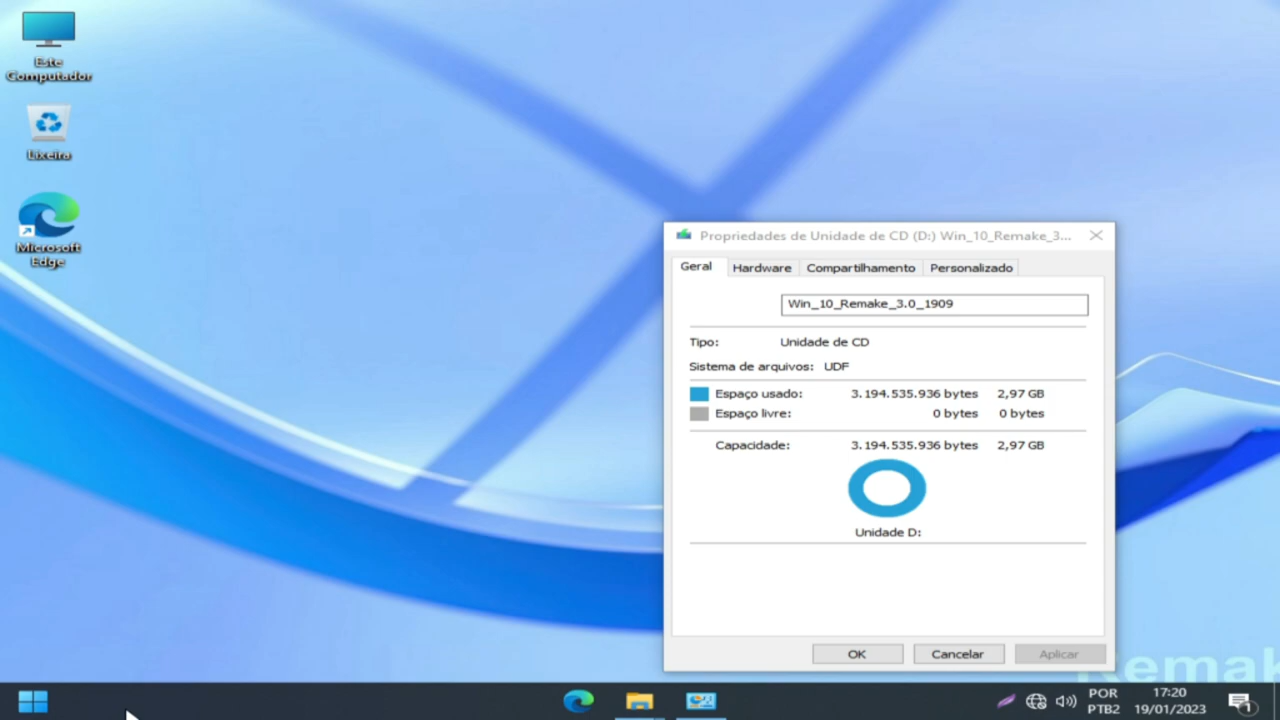 Este
Computador
Lixeira
Microsoft
Edge
Propriedades de Unidade de CD (D:) Win_10_Remake_3...
Geral
Hardware
Compartilhamento
Personalizado
Win_10_Remake_3.0_1909
Tipo: Unidade de CD
Sistema de arquivos: UDF
Espaço usado: 3.194.535.936 bytes 2,97 GB
Espaço livre: 0 bytes 0 bytes
Capacidade: 3.194.535.936 bytes 2,97 GB
Unidade D:
OK
Cancelar
Aplicar
Remak
POR
PTB2
17:20
19/01/2023
1